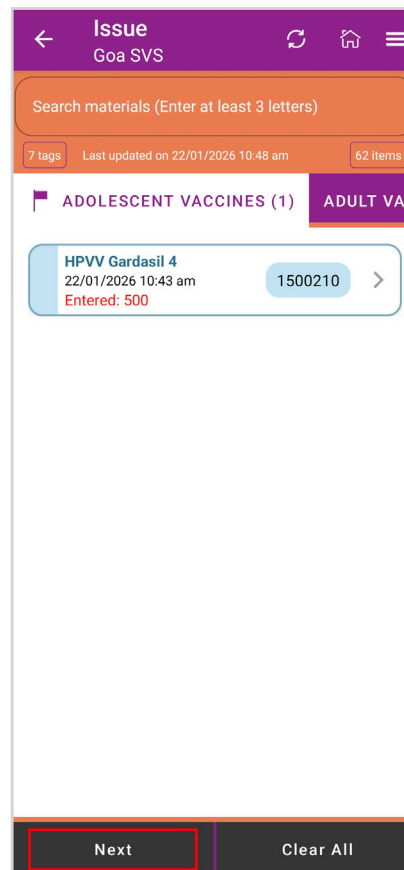 Issue
Goa SVS
Search materials (Enter at least 3 letters)
7 tags Last updated on 22/01/2026 10:48 am 62 items
ADOLESCENT VACCINES (1) ADULT VA
HPVV Gardasil 4
22/01/2026 10:43 am 1500210
Entered: 500
Next Clear All